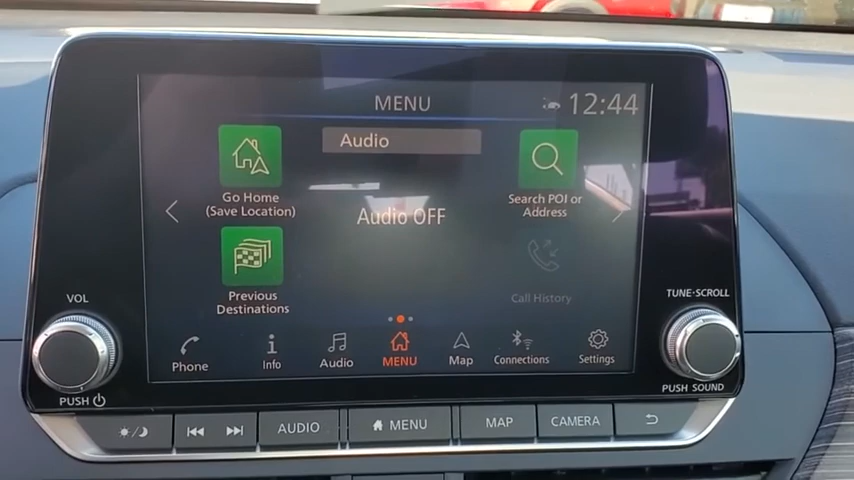 MENU
12:44
Audio
Go Home
(Save Location)
Search POI or
Address
Audio OFF
Previous
Destinations
Call History
VOL
TUNE·SCROLL
Phone
Info
Audio
MENU
Map
Connections
Settings
PUSH
PUSH SOUND
AUDIO
MENU
MAP
CAMERA